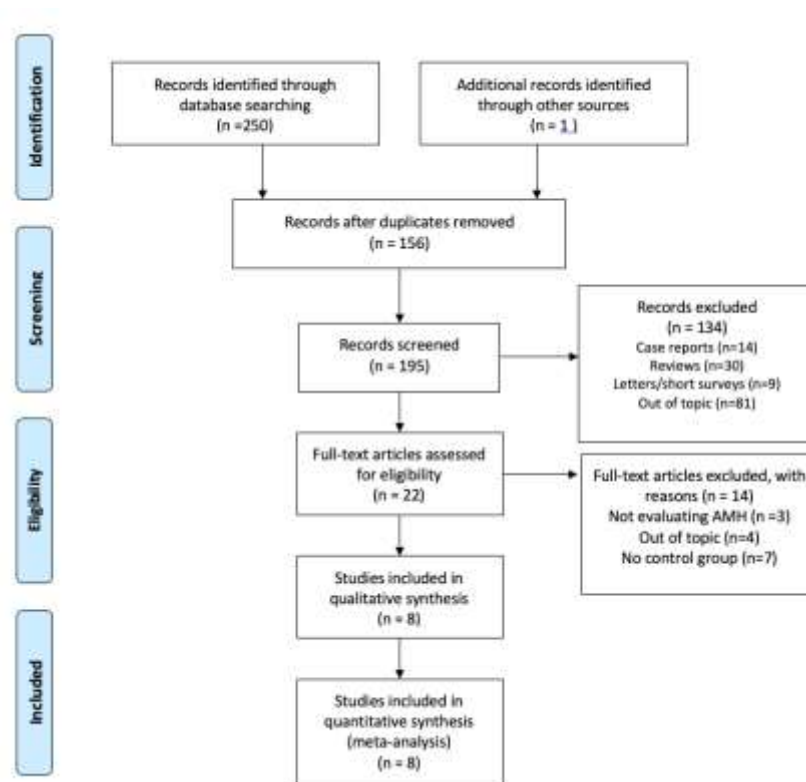 Identification
Records identified through
database searching
(n =250)
Additional records identified
through other sources
(n = 1 )
Records after duplicates removed
(n = 156)
Screening
Records screened
(n = 195)
Records excluded
(n = 134)
Case reports (n=14)
Reviews (n=30)
Letters/short surveys (n=9)
Out of topic (n=81)
Eligibility
Full-text articles assessed
for eligibility
(n = 22)
Full-text articles excluded, with
reasons (n = 14)
Not evaluating AMH (n =3)
Out of topic (n=4)
No control group (n=7)
Studies included in
qualitative synthesis
(n = 8)
Included
Studies included in
quantitative synthesis
(meta-analysis)
(n = 8)